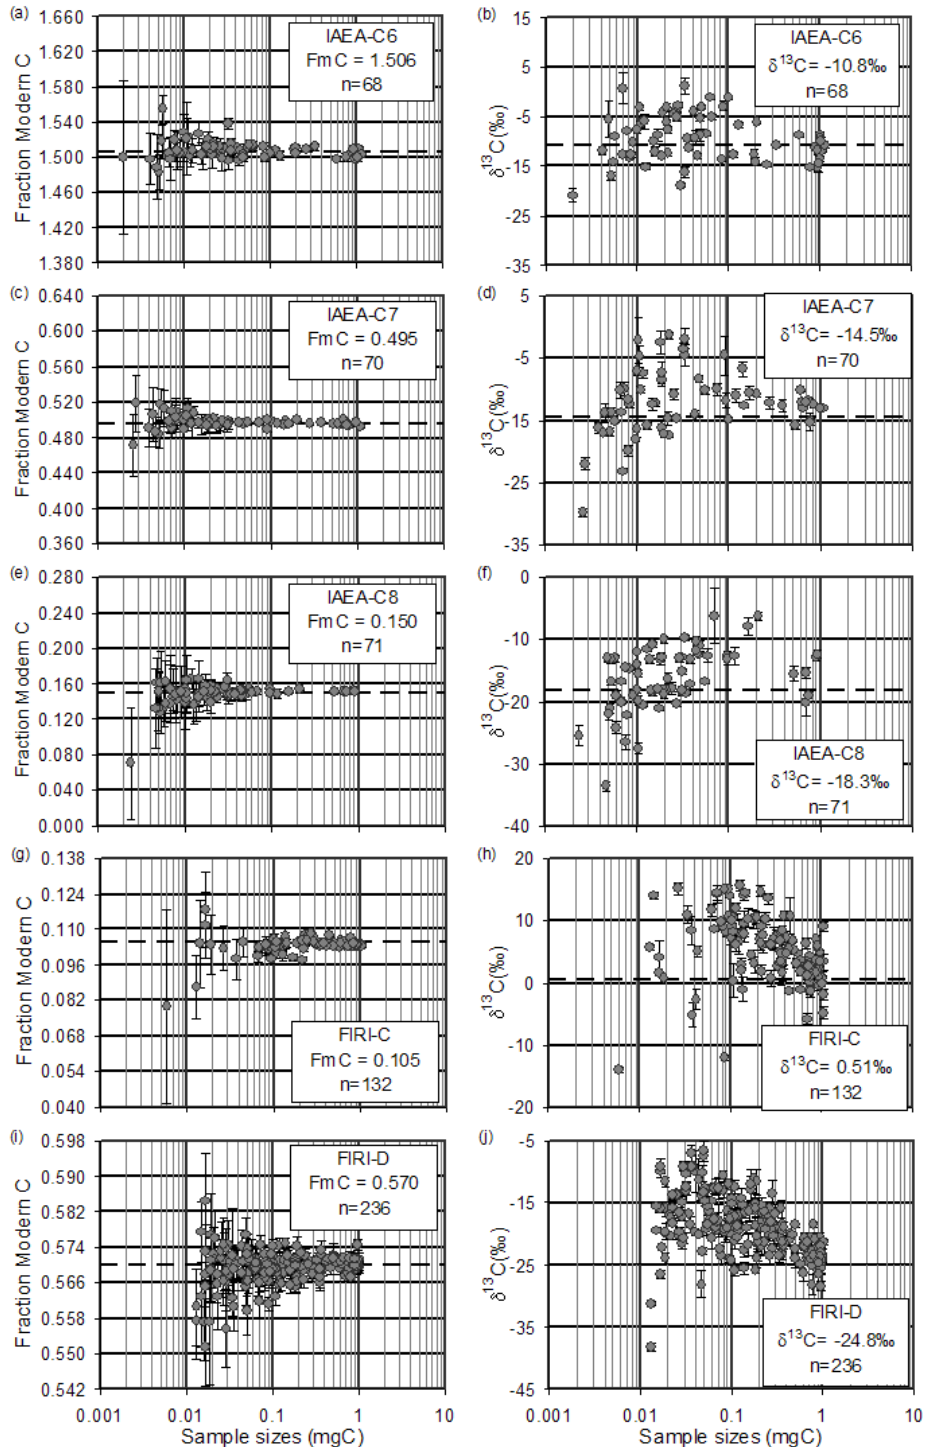 (a)
1.660
1.620
1.580
1.540
1.500
1.460
1.420
1.380
Fraction Modern C
IAEA-C6
FmC = 1.506
n=68
(b)
15
5
-5
-15
-25
-35
δ¹³C(‰)
IAEA-C6
δ¹³C= -10.8‰
n=68
(c)
0.640
0.600
0.560
0.520
0.480
0.440
0.400
0.360
Fraction Modern C
IAEA-C7
FmC = 0.495
n=70
(d)
5
-5
-15
-25
-35
δ¹³C(‰)
IAEA-C7
δ¹³C= -14.5‰
n=70
(e)
0.280
0.240
0.200
0.160
0.120
0.080
0.040
0.000
Fraction Modern C
IAEA-C8
FmC = 0.150
n=71
(f)
0
-10
-20
-30
-40
δ¹³C(‰)
IAEA-C8
δ¹³C= -18.3‰
n=71
(g)
0.138
0.124
0.110
0.096
0.082
0.068
0.054
0.040
Fraction Modern C
FIRI-C
FmC = 0.105
n=132
(h)
20
10
0
-10
-20
δ¹³C(‰)
FIRI-C
δ¹³C= 0.51‰
n=132
(i)
0.598
0.590
0.582
0.574
0.566
0.558
0.550
0.542
Fraction Modern C
FIRI-D
FmC = 0.570
n=236
0.001 0.01 0.1 1 10
Sample sizes (mgC)
(j)
-5
-15
-25
-35
-45
δ¹³C(‰)
FIRI-D
δ¹³C= -24.8‰
n=236
0.001 0.01 0.1 1 10
Sample sizes (mgC)